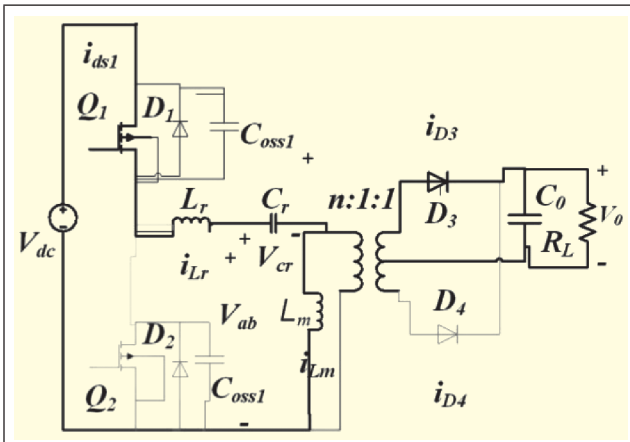 i_ds1
Q_1
D_1
C_oss1
+
i_D3
L_r
C_r
n:1:1
D_3
C_0
+
V_0
R_L
-
+
-
V_dc
+
-
V_cr
i_Lr
+
V_ab
L_m
D_2
D_4
Q_2
C_oss1
i_Lm
i_D4
-